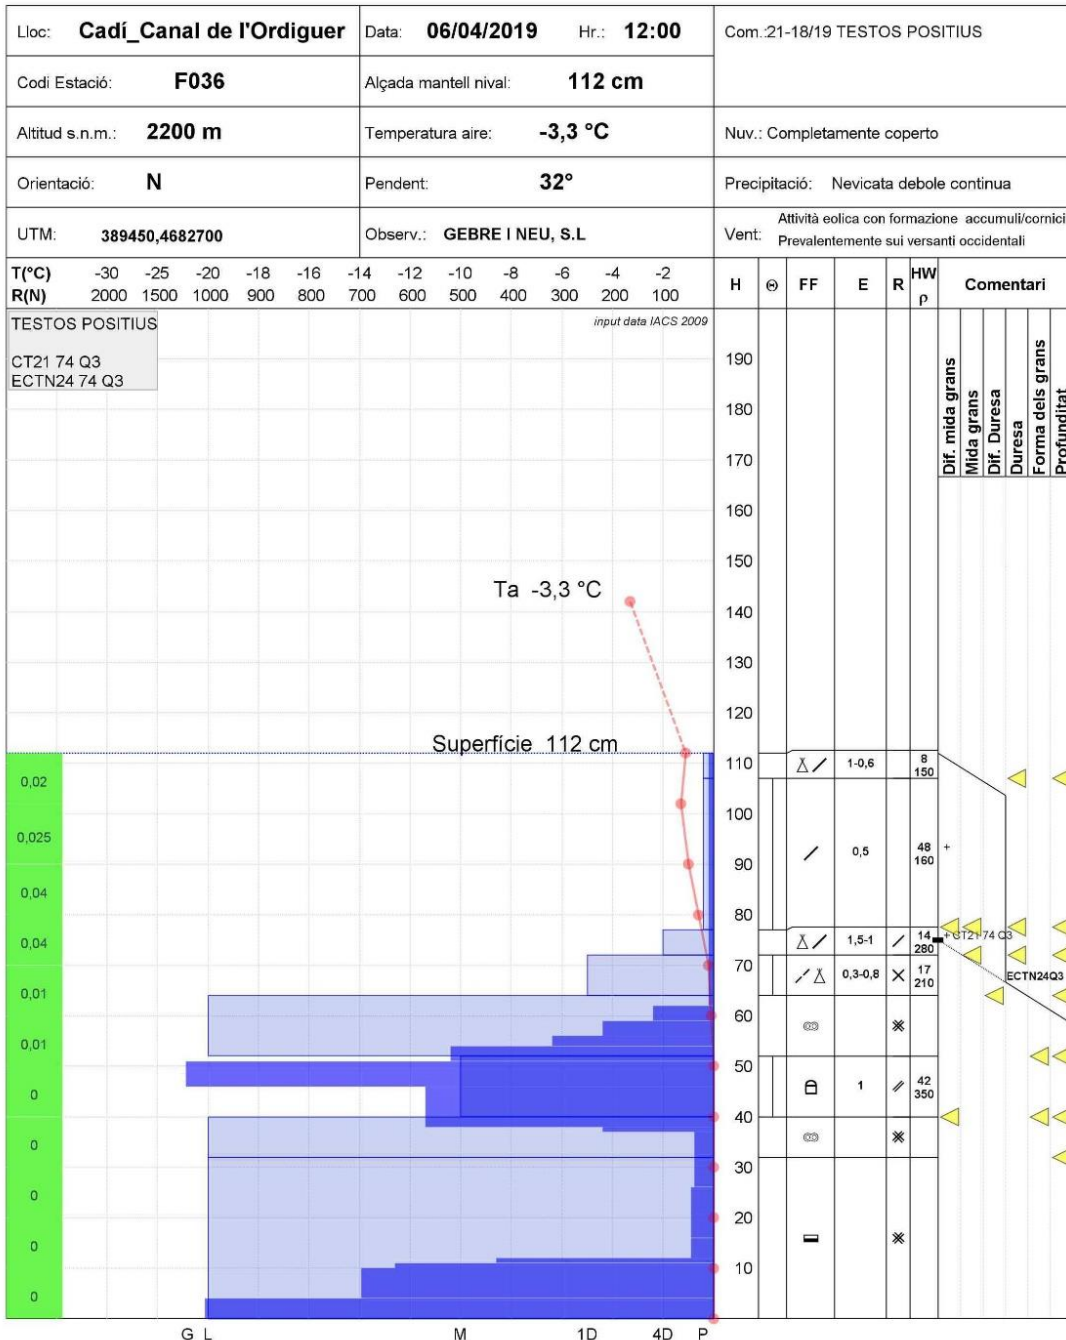 Lloc: Cadí_Canal de l'Ordiguer Data: 06/04/2019 Hr.: 12:00 Com.:21-18/19 TESTOS POSITIUS
Codi Estació: F036 Alçada mantell nival: 112 cm
Altitud s.n.m.: 2200 m Temperatura aire: -3,3 °C Nuv.: Completamente coperto
Orientació: N Pendent: 32° Precipitació: Nevicata debole continua
UTM: 389450,4682700 Observ.: GEBRE I NEU, S.L Vent: Attività eolica con formazione accumuli/cornici
Prevalentemente sui versanti occidentali
T(°C) -30 -25 -20 -18 -16 -14 -12 -10 -8 -6 -4 -2
R(N) 2000 1500 1000 900 800 700 600 500 400 300 200 100
H Θ FF E R HW ρ Comentari
TESTOS POSITIUS
CT21 74 Q3
ECTN24 74 Q3
input data IACS 2009
Dif. mida grans
Mida grans
Dif. Duresa
Duresa
Forma dels grans
Profunditat
190
180
170
160
150
Ta -3,3 °C
140
130
120
Superfície 112 cm
110
1-0,6 8
150
0,02
100
0,025
0,5 48
160
+
90
0,04
80
0,04
1,5-1 14
280
+ CT21 74 Q3
70
0,01
0,3-0,8 17
210
ECTN24Q3
60
0,01
50
0
1 42
350
40
0
30
0
20
0
10
0
G L M 1D 4D P